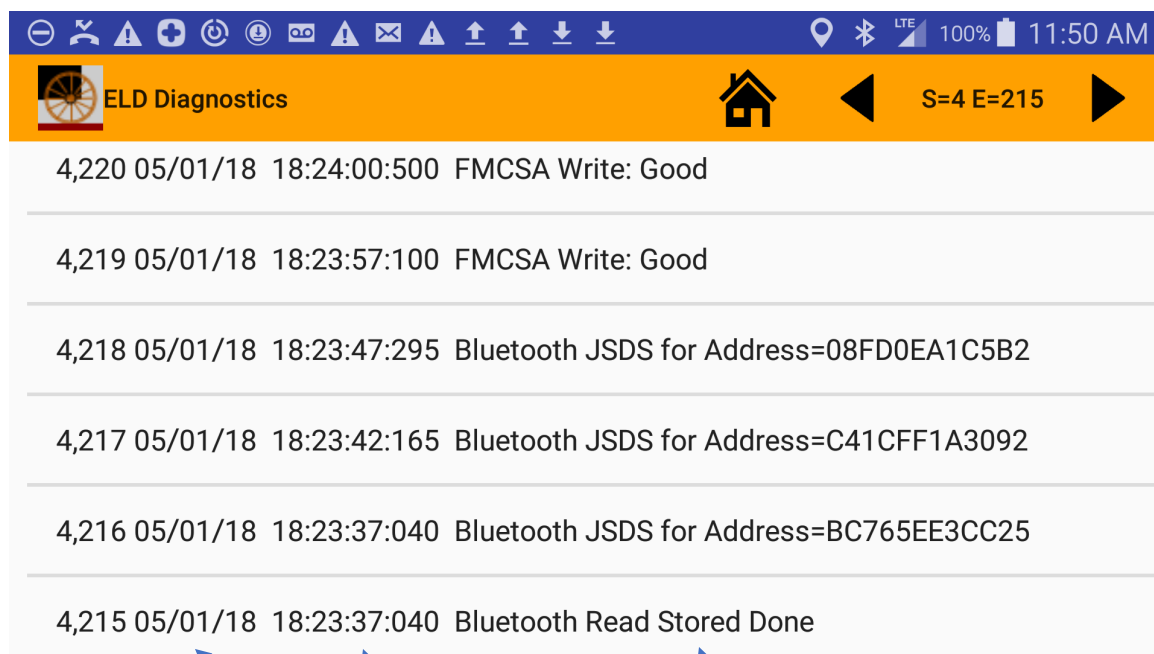 LTE 100% 11:50 AM
ELD Diagnostics S=4 E=215
4,220 05/01/18 18:24:00:500 FMCSA Write: Good
4,219 05/01/18 18:23:57:100 FMCSA Write: Good
4,218 05/01/18 18:23:47:295 Bluetooth JSDS for Address=08FD0EA1C5B2
4,217 05/01/18 18:23:42:165 Bluetooth JSDS for Address=C41CFF1A3092
4,216 05/01/18 18:23:37:040 Bluetooth JSDS for Address=BC765EE3CC25
4,215 05/01/18 18:23:37:040 Bluetooth Read Stored Done